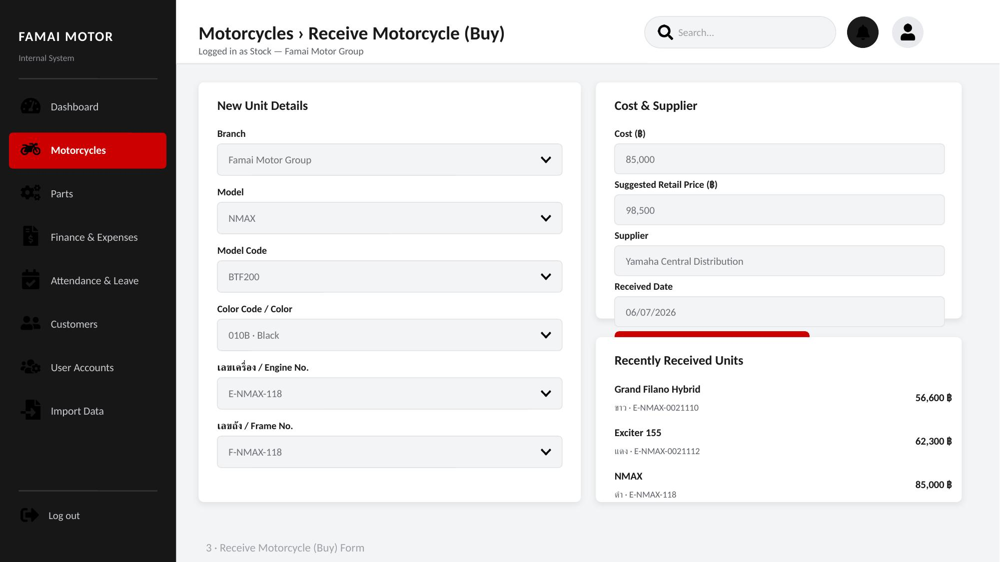 FAMAI MOTOR
Internal System
Dashboard
Motorcycles
Parts
Finance & Expenses
Attendance & Leave
Customers
User Accounts
Import Data
Log out
Motorcycles › Receive Motorcycle (Buy)
Logged in as Stock — Famai Motor Group
Search...
New Unit Details
Branch
Famai Motor Group
Model
NMAX
Model Code
BTF200
Color Code / Color
010B · Black
เลขเครื่อง / Engine No.
E-NMAX-118
เลขถัง / Frame No.
F-NMAX-118
Cost & Supplier
Cost (฿)
85,000
Suggested Retail Price (฿)
98,500
Supplier
Yamaha Central Distribution
Received Date
06/07/2026
Recently Received Units
Grand Filano Hybrid
56,600 ฿
ขาว · E-NMAX-0021110
Exciter 155
62,300 ฿
แดง · E-NMAX-0021112
NMAX
85,000 ฿
ดำ · E-NMAX-118
3 · Receive Motorcycle (Buy) Form